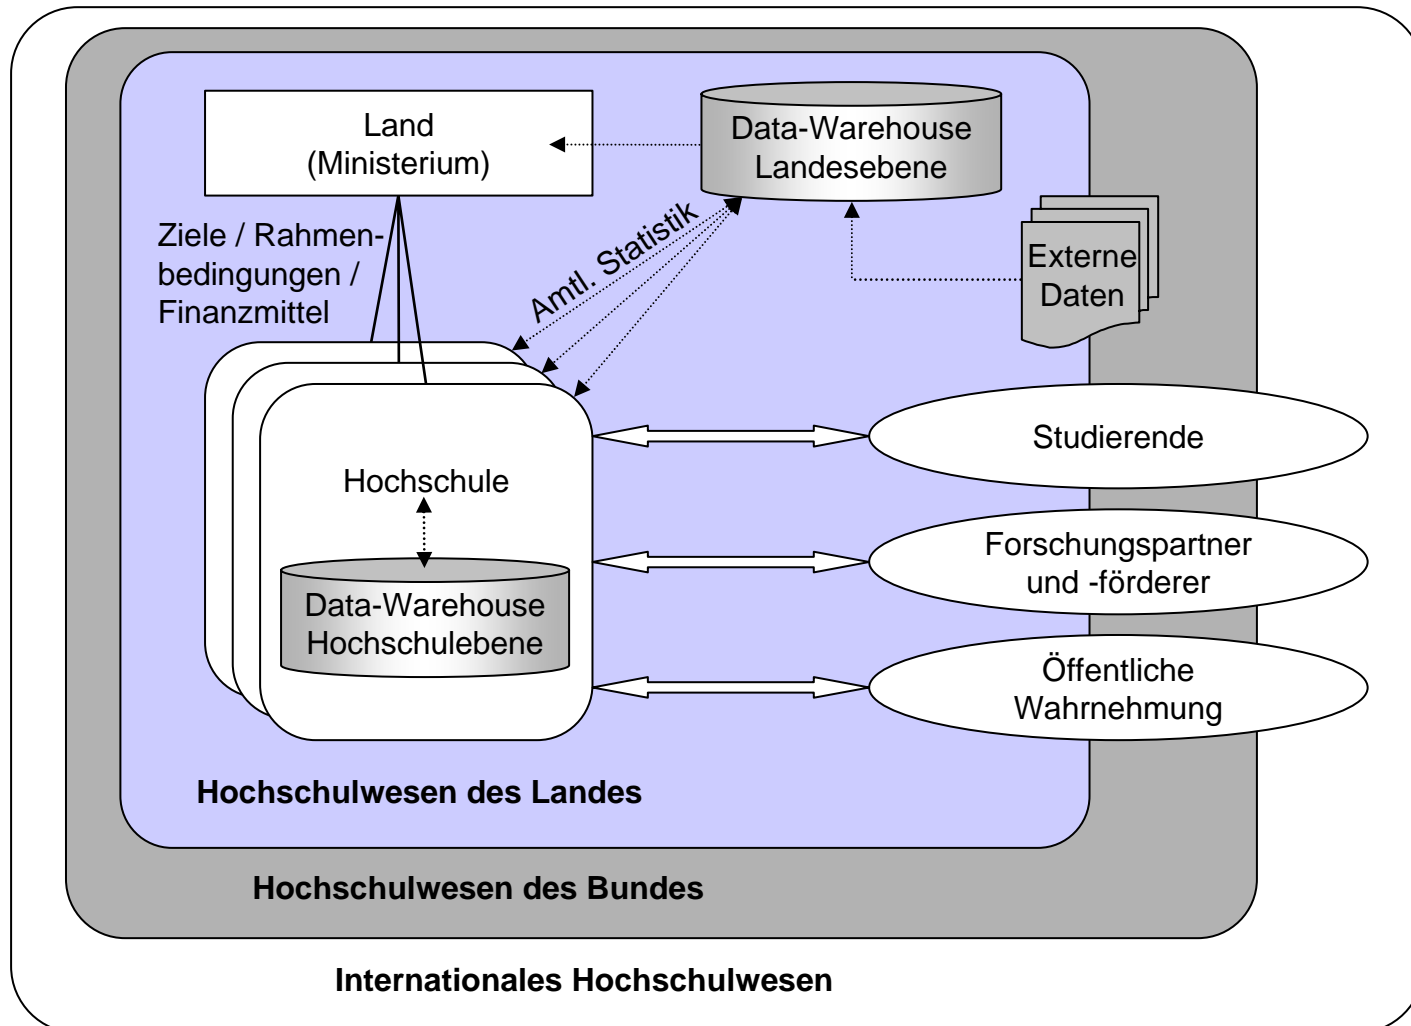 Land
(Ministerium)
Data-Warehouse
Landesebene
Ziele / Rahmen-
bedingungen /
Finanzmittel
Amtl. Statistik
Externe
Daten
Studierende
Hochschule
Forschungspartner
und -förderer
Data-Warehouse
Hochschulebene
Öffentliche
Wahrnehmung
Hochschulwesen des Landes
Hochschulwesen des Bundes
Internationales Hochschulwesen